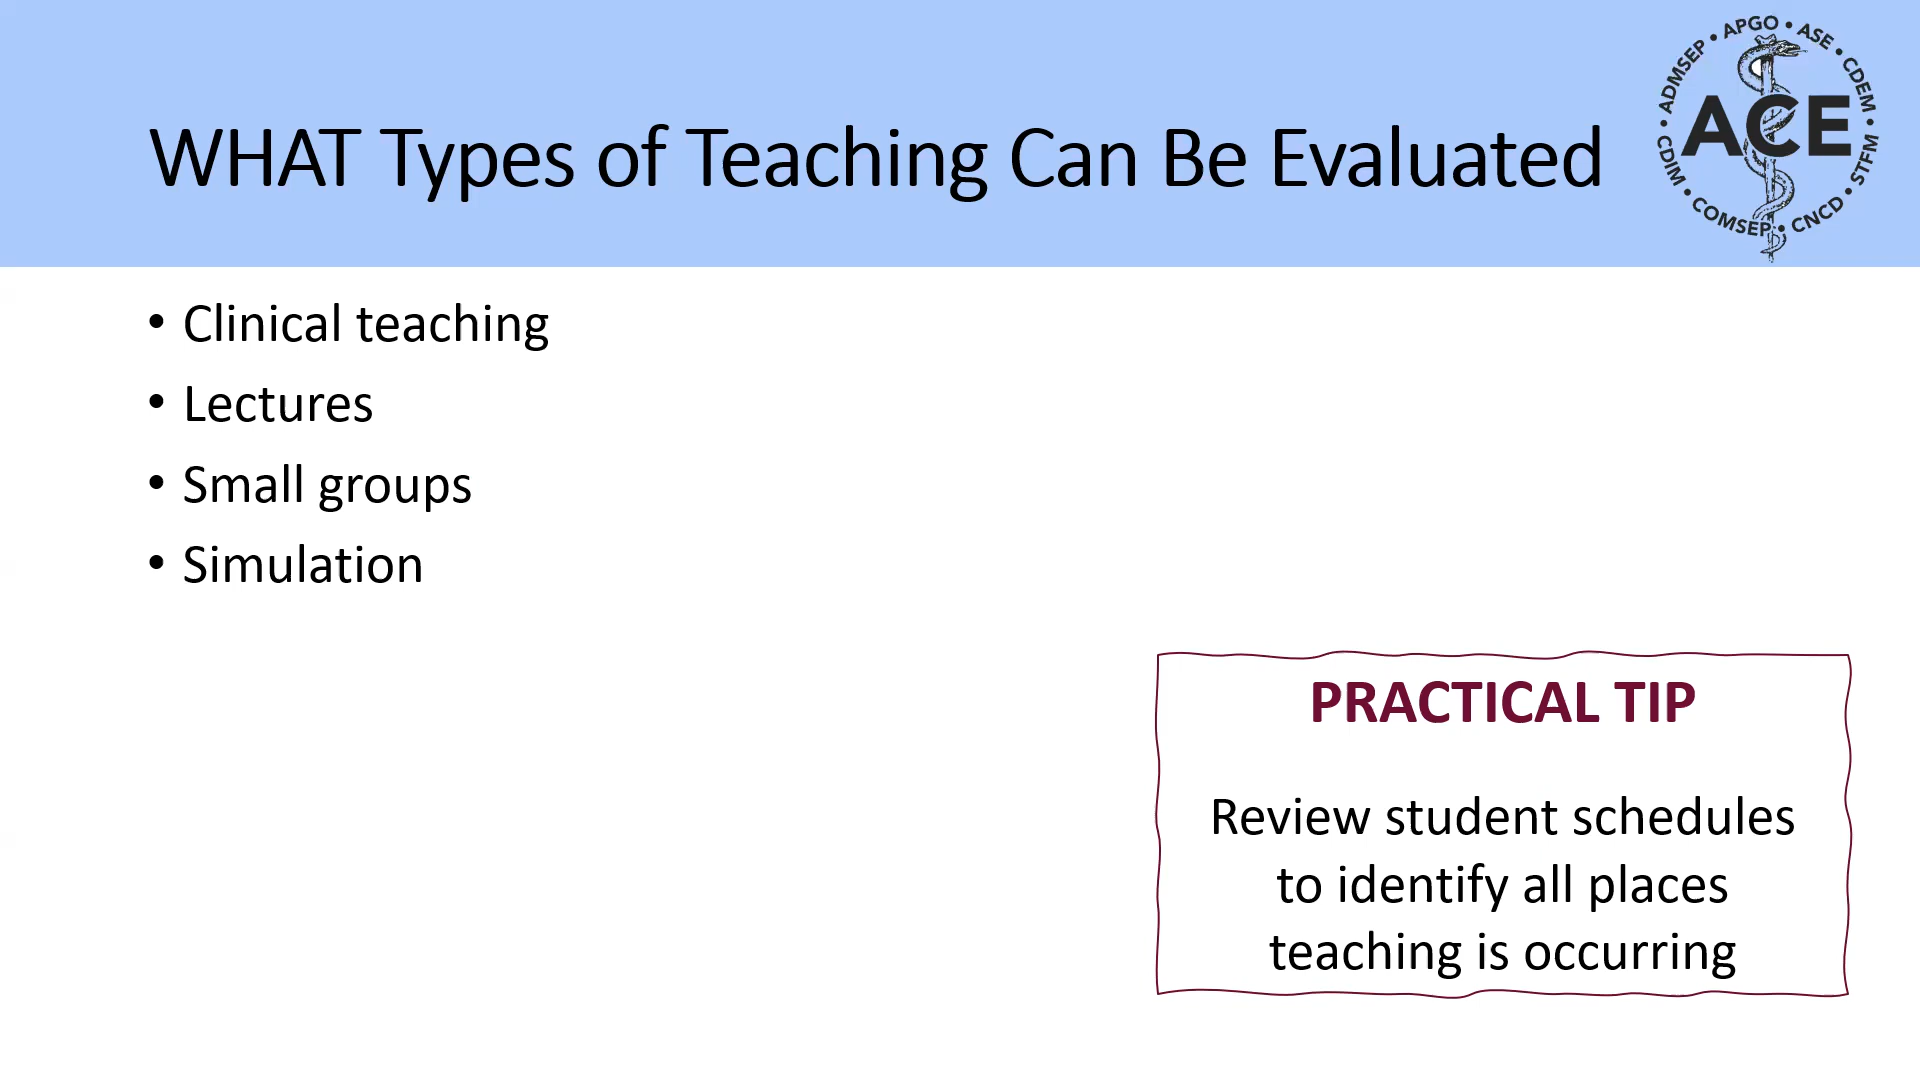 WHAT Types of Teaching Can Be Evaluated
ADMSEP • APGO • ASE • CDEM • STFM • CNCD • COMSEP • CDIM •
ACE
• Clinical teaching
• Lectures
• Small groups
• Simulation
PRACTICAL TIP
Review student schedules
to identify all places
teaching is occurring